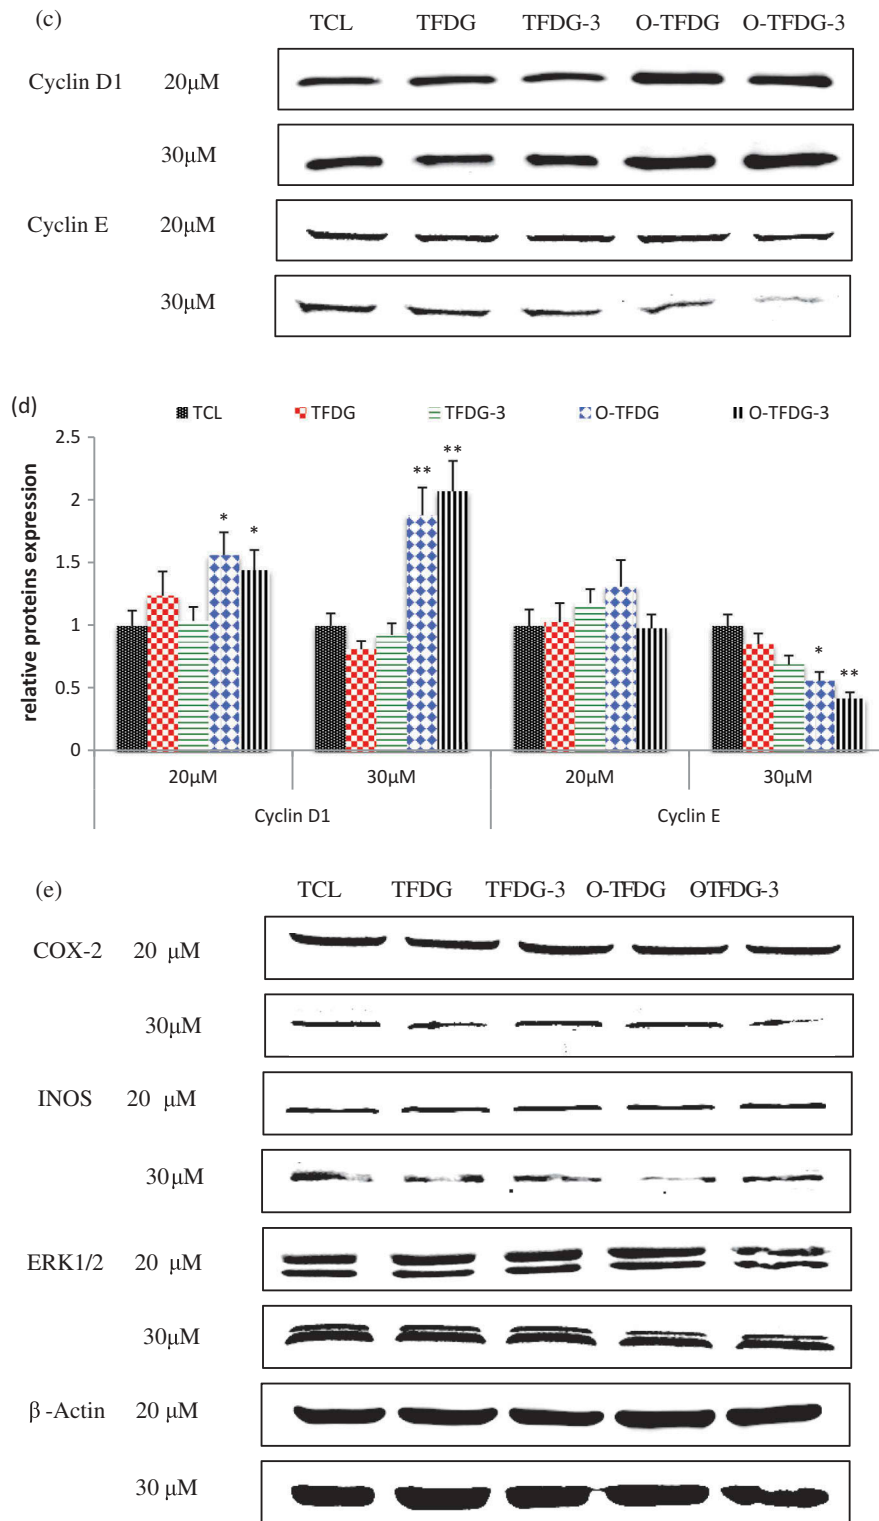 (c)
TCL TFDG TFDG-3 O-TFDG O-TFDG-3
Cyclin D1 20μM
30μM
Cyclin E 20μM
30μM
(d)
TCL TFDG TFDG-3 O-TFDG O-TFDG-3
relative proteins expression
2.5
2
1.5
1
0.5
0
* *
** **
*
**
20μM 30μM 20μM 30μM
Cyclin D1 Cyclin E
(e)
TCL TFDG TFDG-3 O-TFDG O-TFDG-3
COX-2 20 μM
30μM
INOS 20 μM
30μM
ERK1/2 20 μM
30μM
β-Actin 20 μM
30 μM